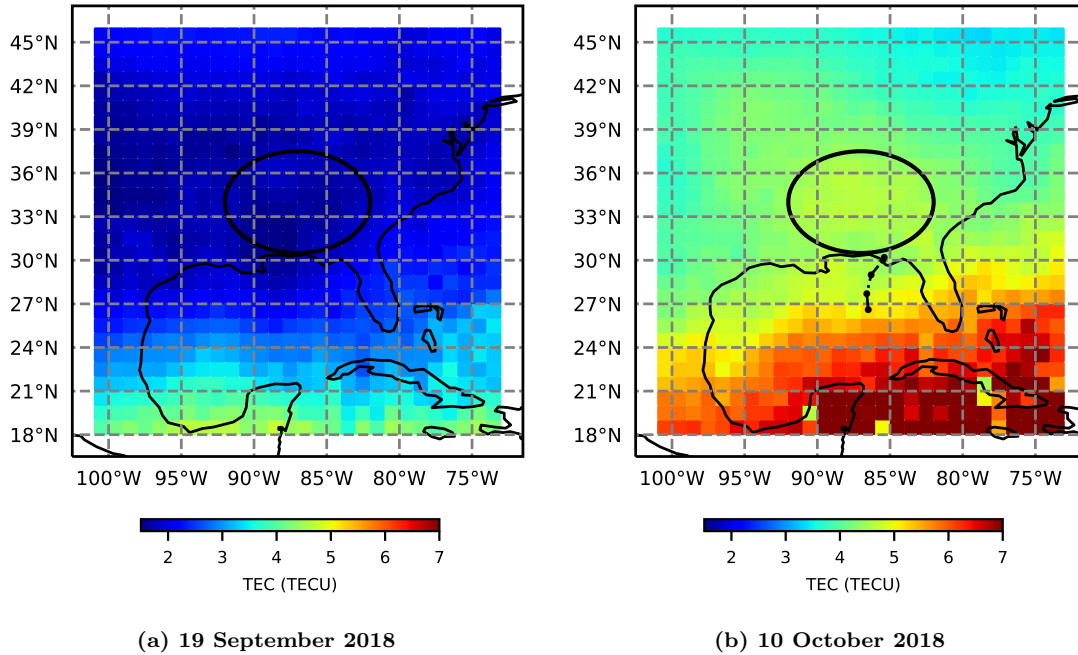 45°N
42°N
39°N
36°N
33°N
30°N
27°N
24°N
21°N
18°N
100°W 95°W 90°W 85°W 80°W 75°W
2 3 4 5 6 7
TEC (TECU)
(a) 19 September 2018
45°N
42°N
39°N
36°N
33°N
30°N
27°N
24°N
21°N
18°N
100°W 95°W 90°W 85°W 80°W 75°W
2 3 4 5 6 7
TEC (TECU)
(b) 10 October 2018